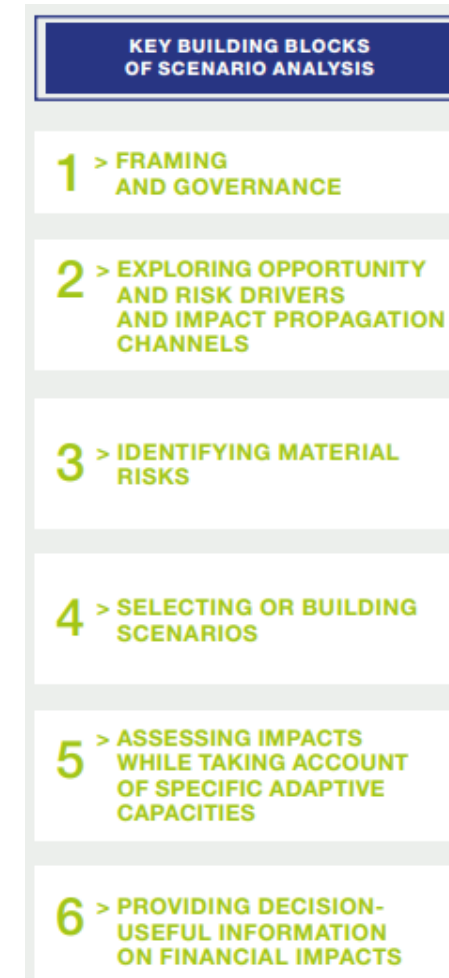 KEY BUILDING BLOCKS
OF SCENARIO ANALYSIS
1 > FRAMING
AND GOVERNANCE
2 > EXPLORING OPPORTUNITY
AND RISK DRIVERS
AND IMPACT PROPAGATION
CHANNELS
3 > IDENTIFYING MATERIAL
RISKS
4 > SELECTING OR BUILDING
SCENARIOS
5 > ASSESSING IMPACTS
WHILE TAKING ACCOUNT
OF SPECIFIC ADAPTIVE
CAPACITIES
6 > PROVIDING DECISION-
USEFUL INFORMATION
ON FINANCIAL IMPACTS